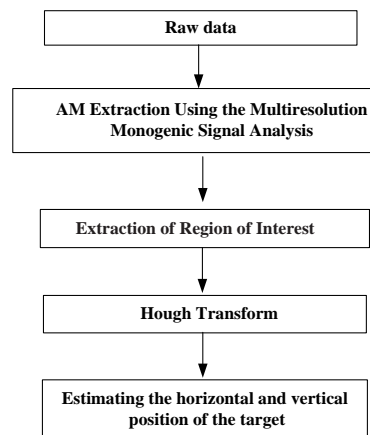 Raw data
AM Extraction Using the Multiresolution
Monogenic Signal Analysis
Extraction of Region of Interest
Hough Transform
Estimating the horizontal and vertical
position of the target